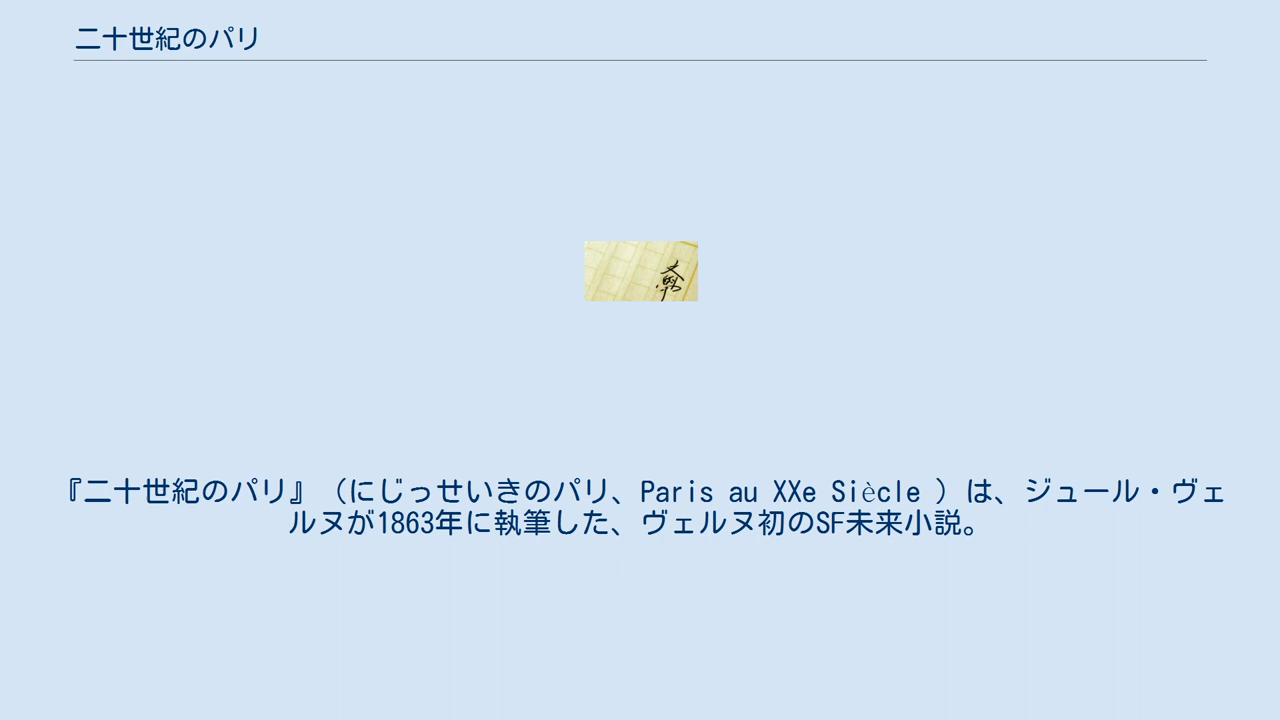 二十世紀のパリ
『二十世紀のパリ』（にじっせいきのパリ、Paris au XXe Siècle ）は、ジュール・ヴェ
ルヌが1863年に執筆した、ヴェルヌ初のSF未来小説。